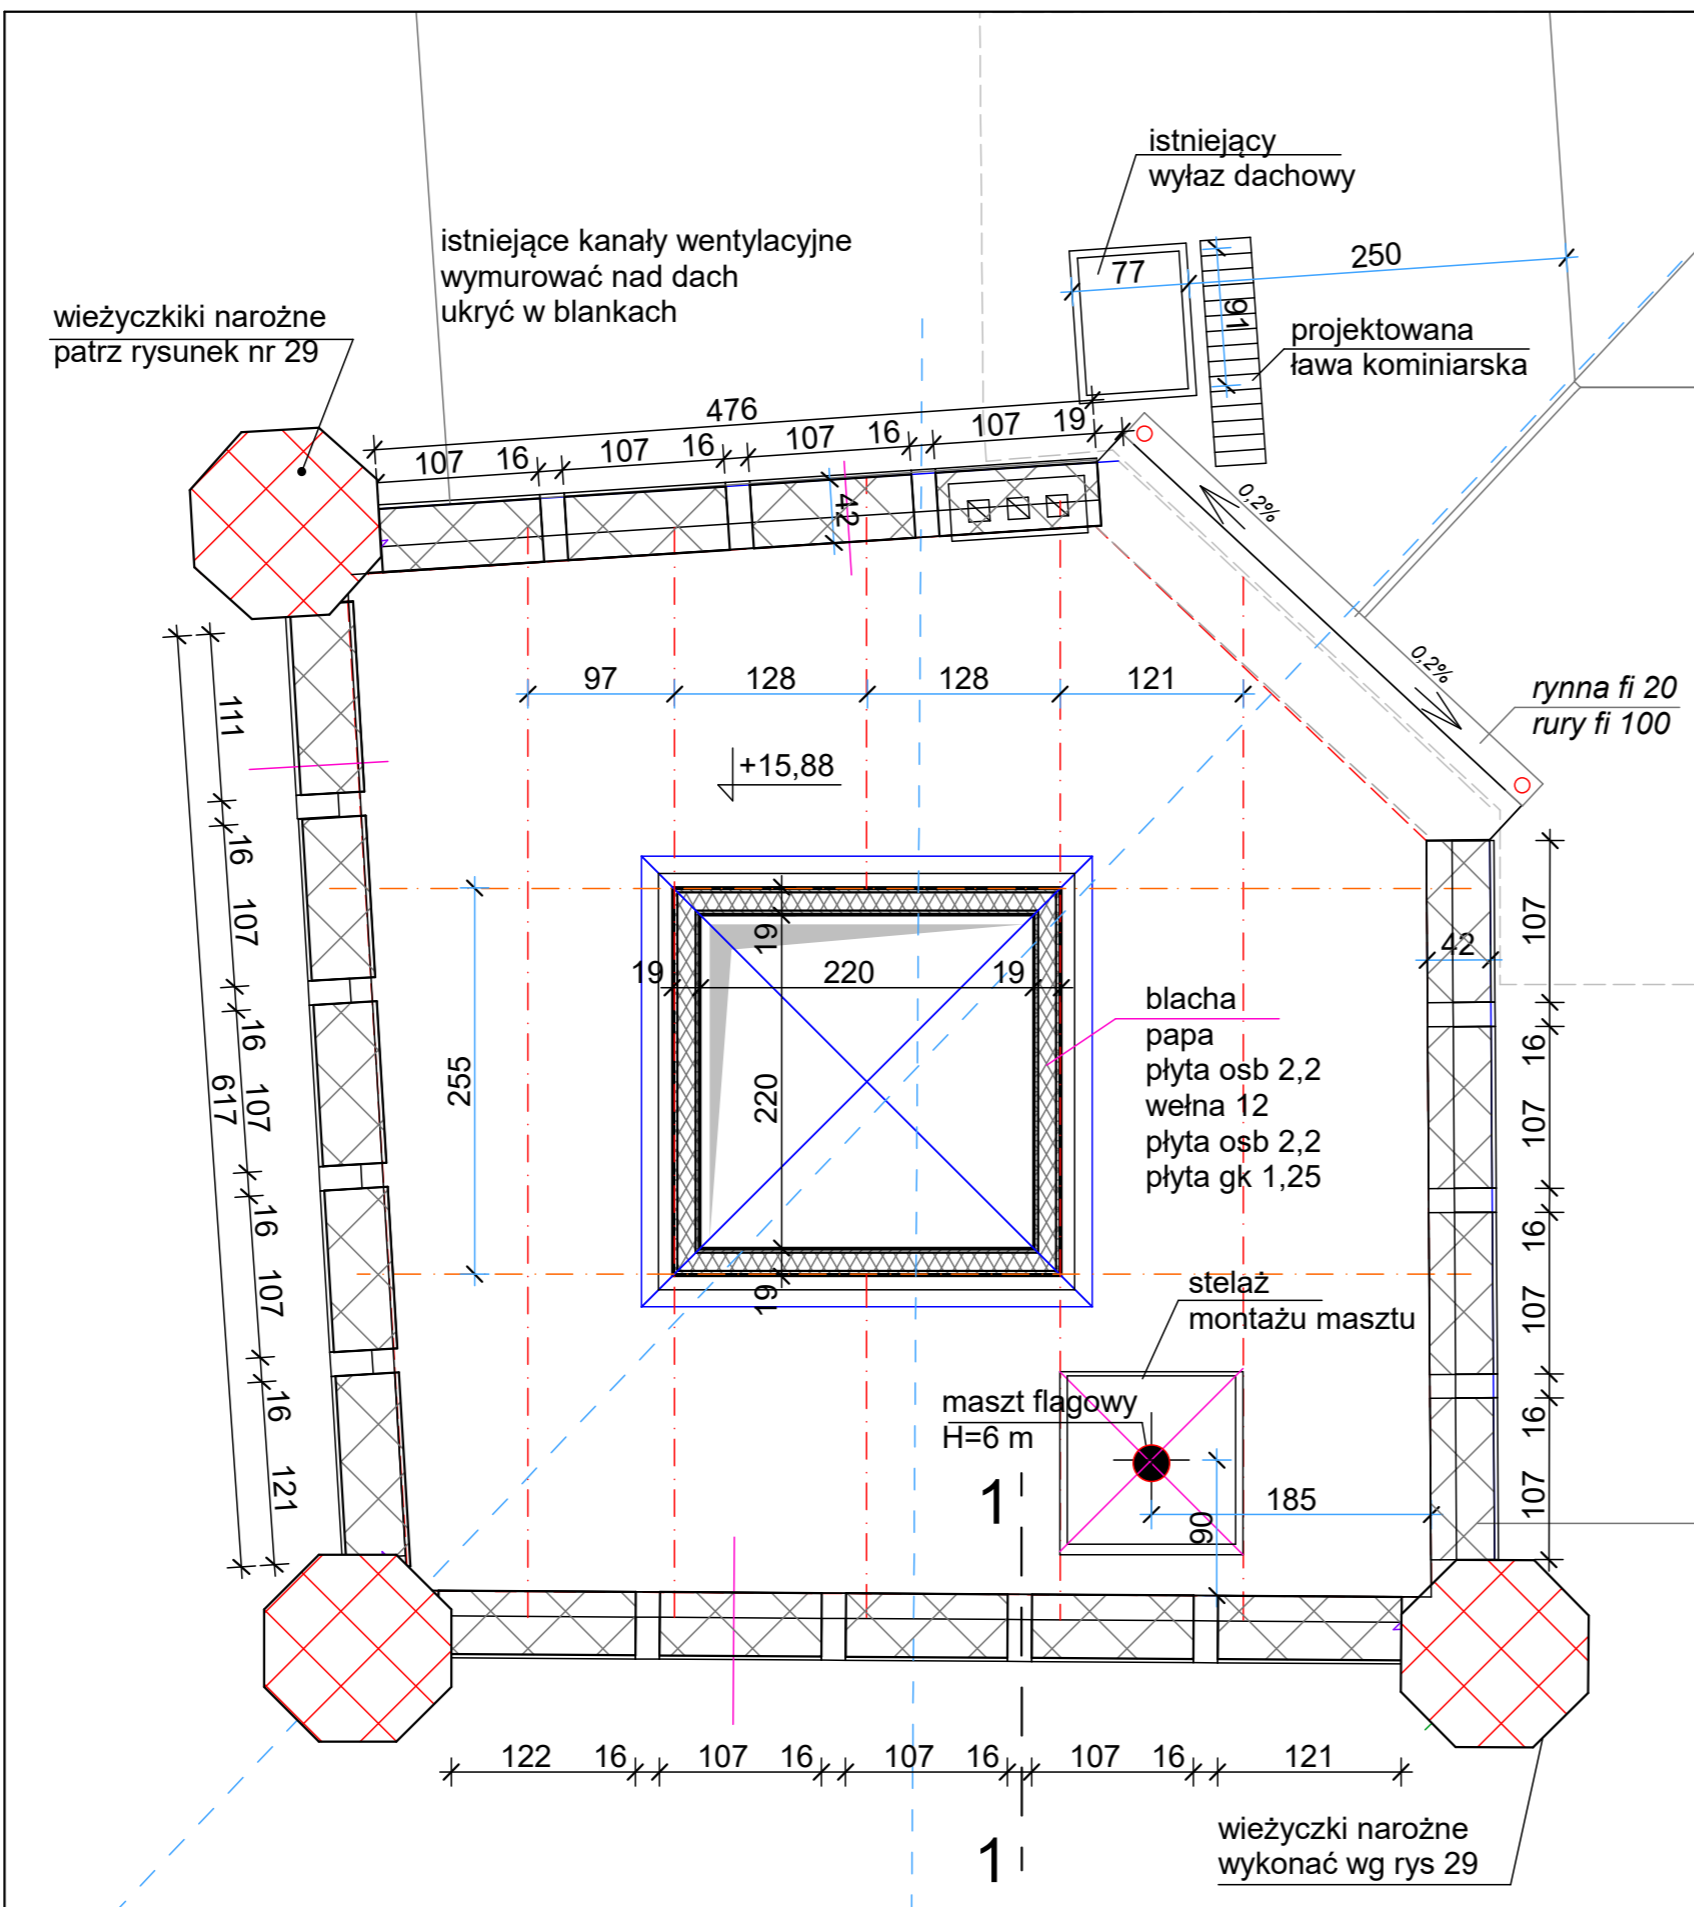 istniejący
wyłaz dachowy
istniejące kanały wentylacyjne
wymurować nad dach
ukryć w blankach
77
250
91
wieżyczkiki narożne
patrz rysunek nr 29
projektowana
ława kominiarska
476
107
16
107
16
107
16
107
19
42
0,2%
0,2%
rynna fi 20
rury fi 100
97
128
128
121
+15,88
111
16
107
16
107
16
107
16
121
617
255
19
19
220
19
220
19
blacha
papa
płyta osb 2,2
wełna 12
płyta osb 2,2
płyta gk 1,25
42
107
16
107
16
107
16
107
stelaż
montażu masztu
maszt flagowy
H=6 m
1
185
90
122
16
107
16
107
16
107
16
121
1
wieżyczki narożne
wykonać wg rys 29